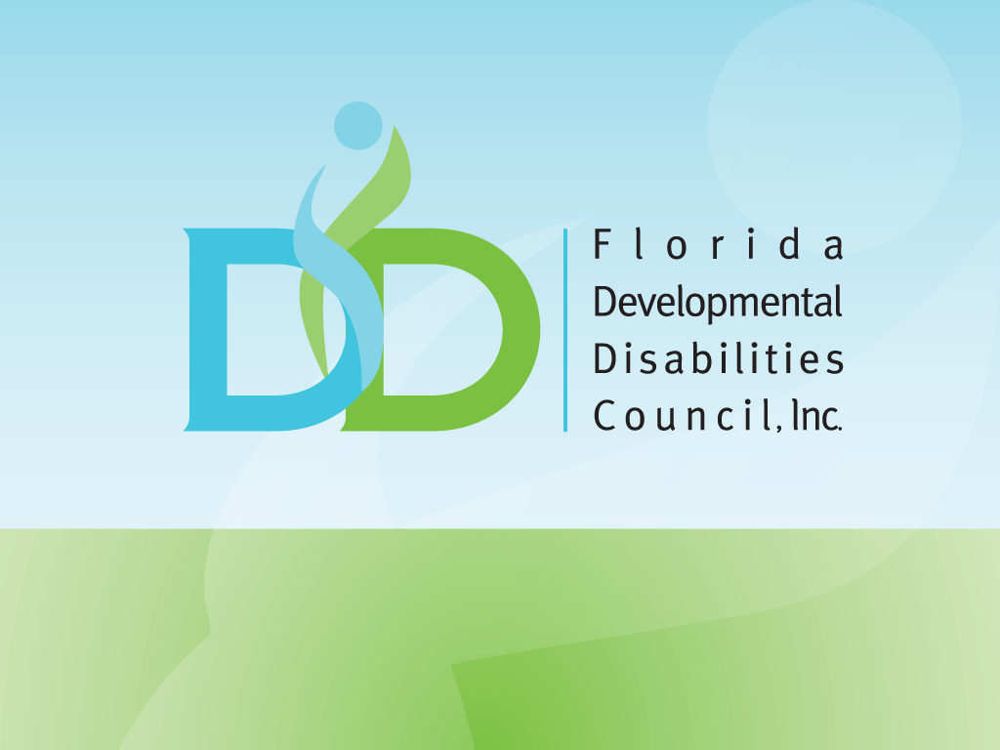 DD
Florida
Developmental
Disabilities
Council, Inc.